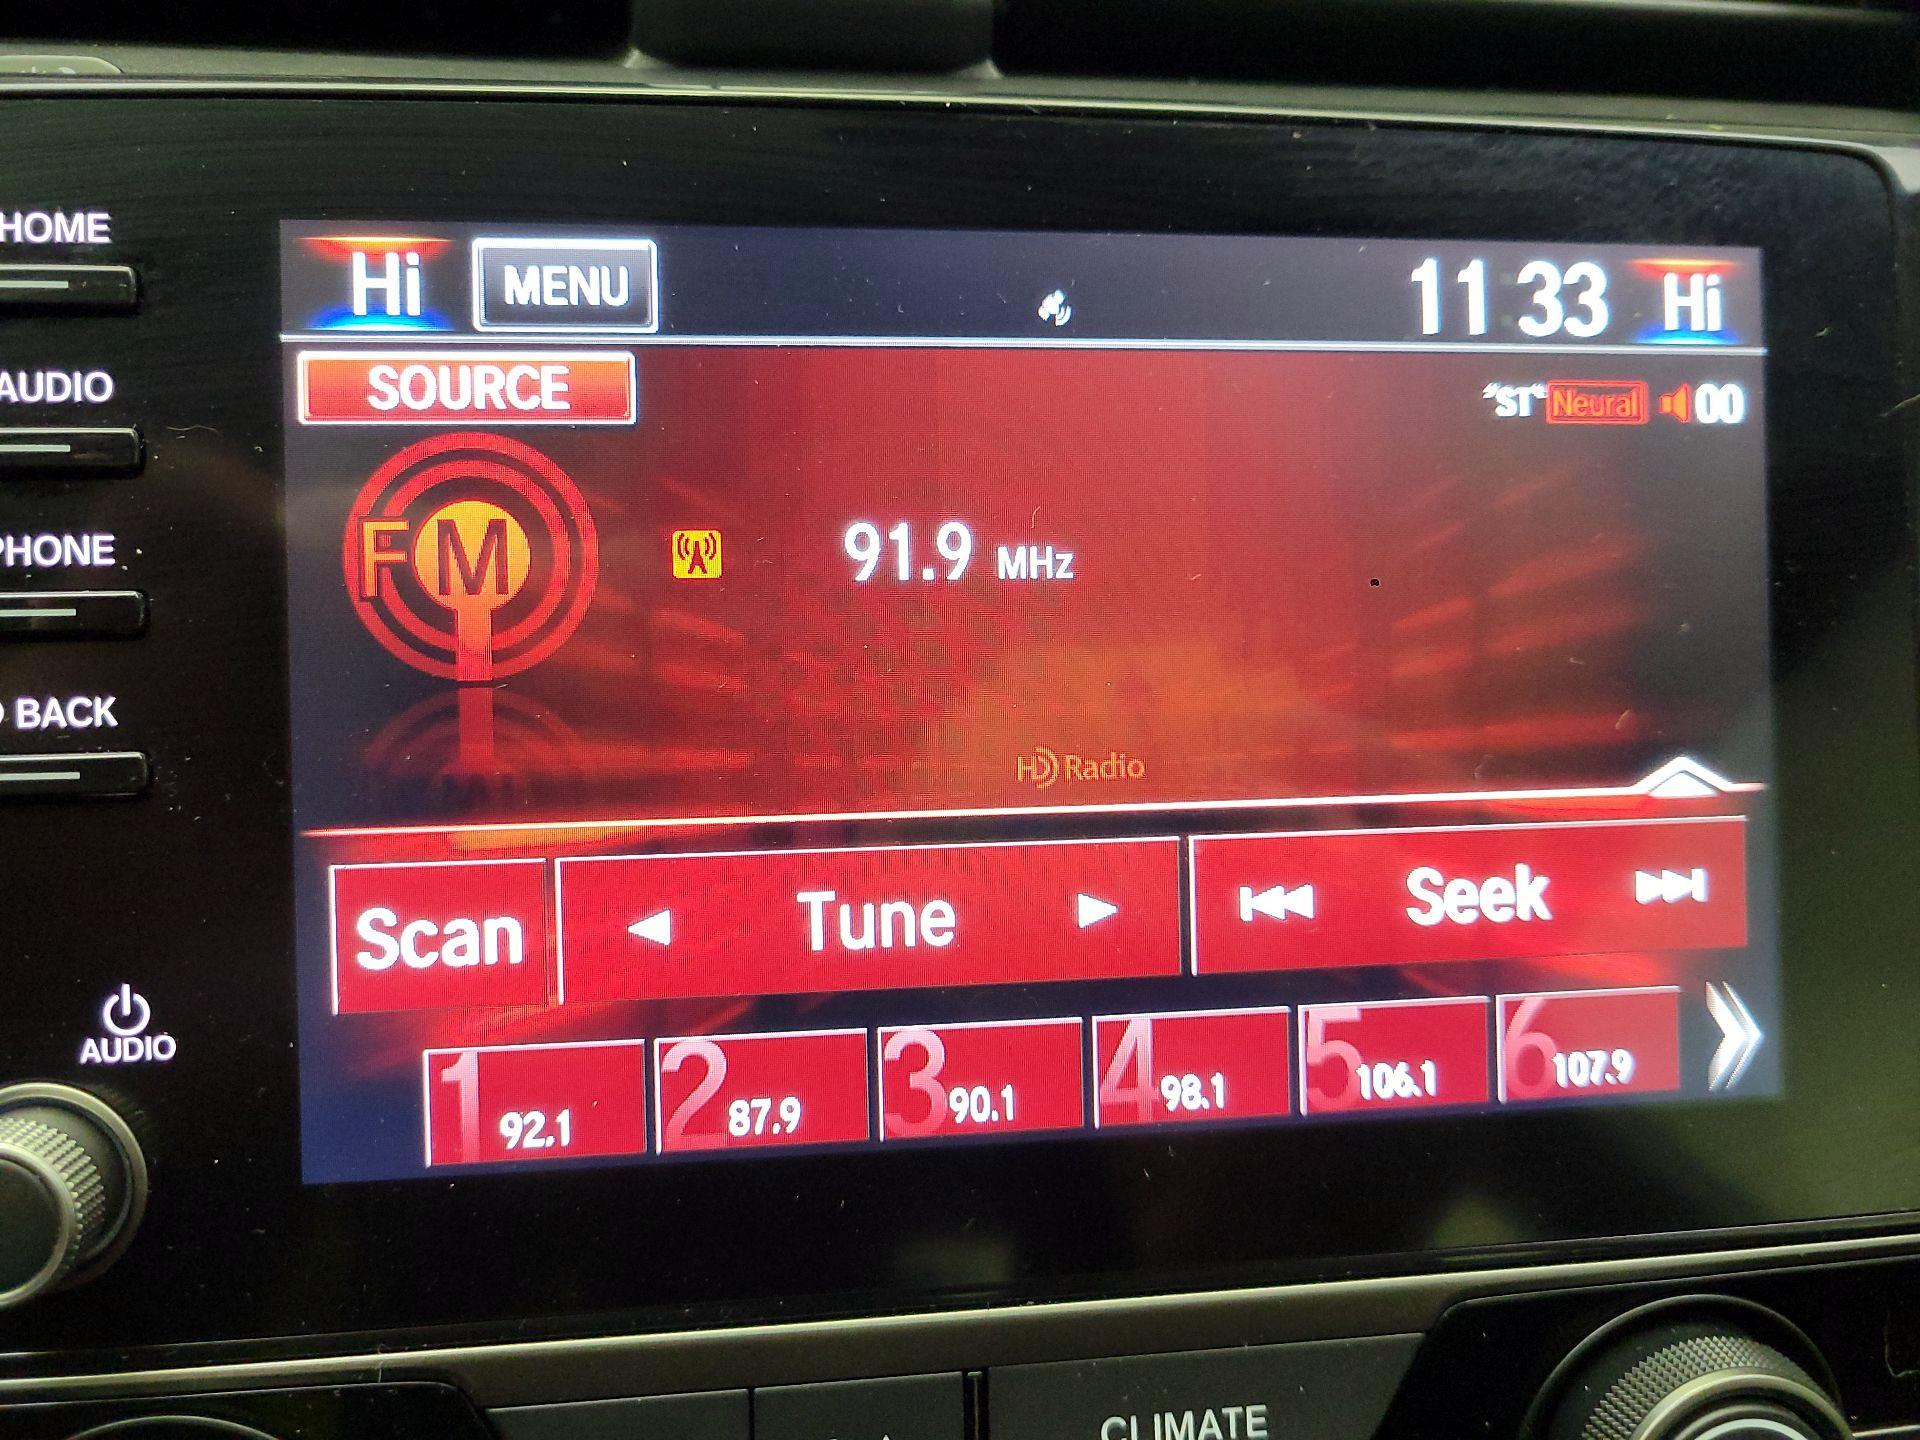 HOME
AUDIO
PHONE
BACK
AUDIO
Hi MENU 11:33 Hi
SOURCE "ST" Neural 00
FM 91.9 MHz
HD Radio
Scan Tune Seek
1 92.1 2 87.9 3 90.1 4 98.1 5 106.1 6 107.9
CLIMATE